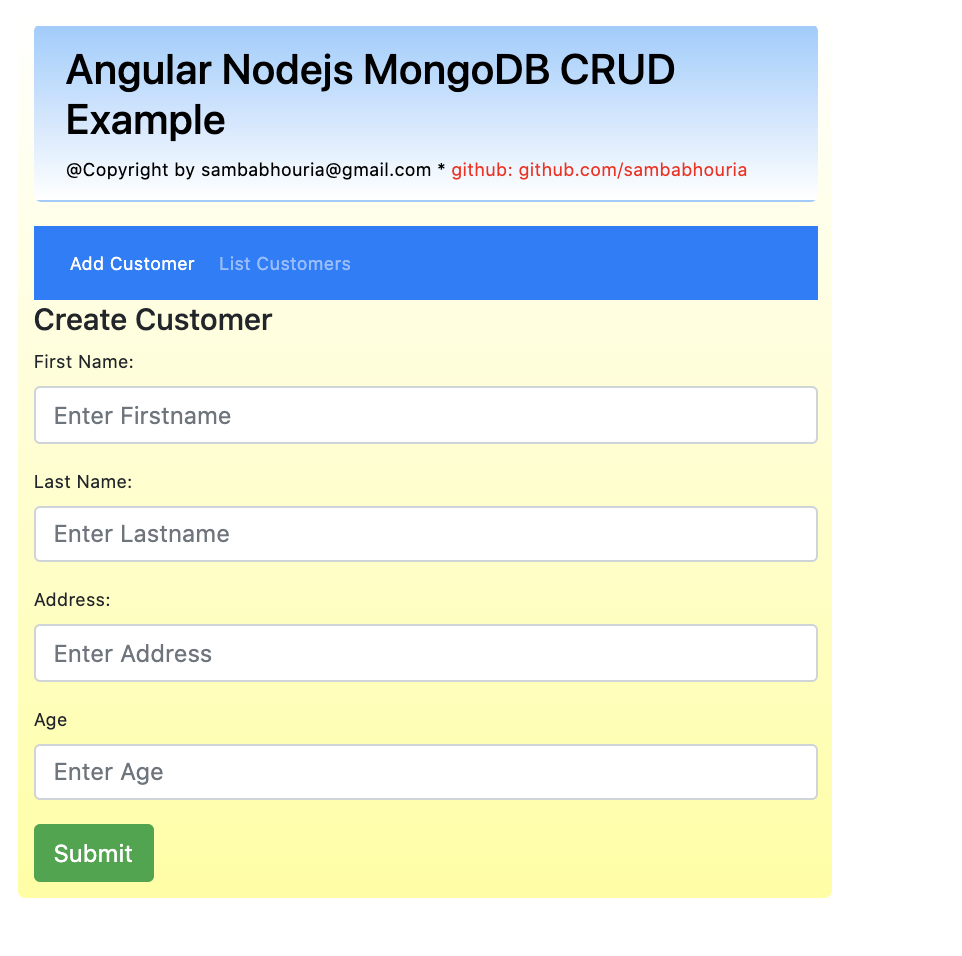 Angular Nodejs MongoDB CRUD
Example
@Copyright by sambabhouria@gmail.com * github: github.com/sambabhouria
Add Customer List Customers
Create Customer
First Name:
Enter Firstname
Last Name:
Enter Lastname
Address:
Enter Address
Age
Enter Age
Submit